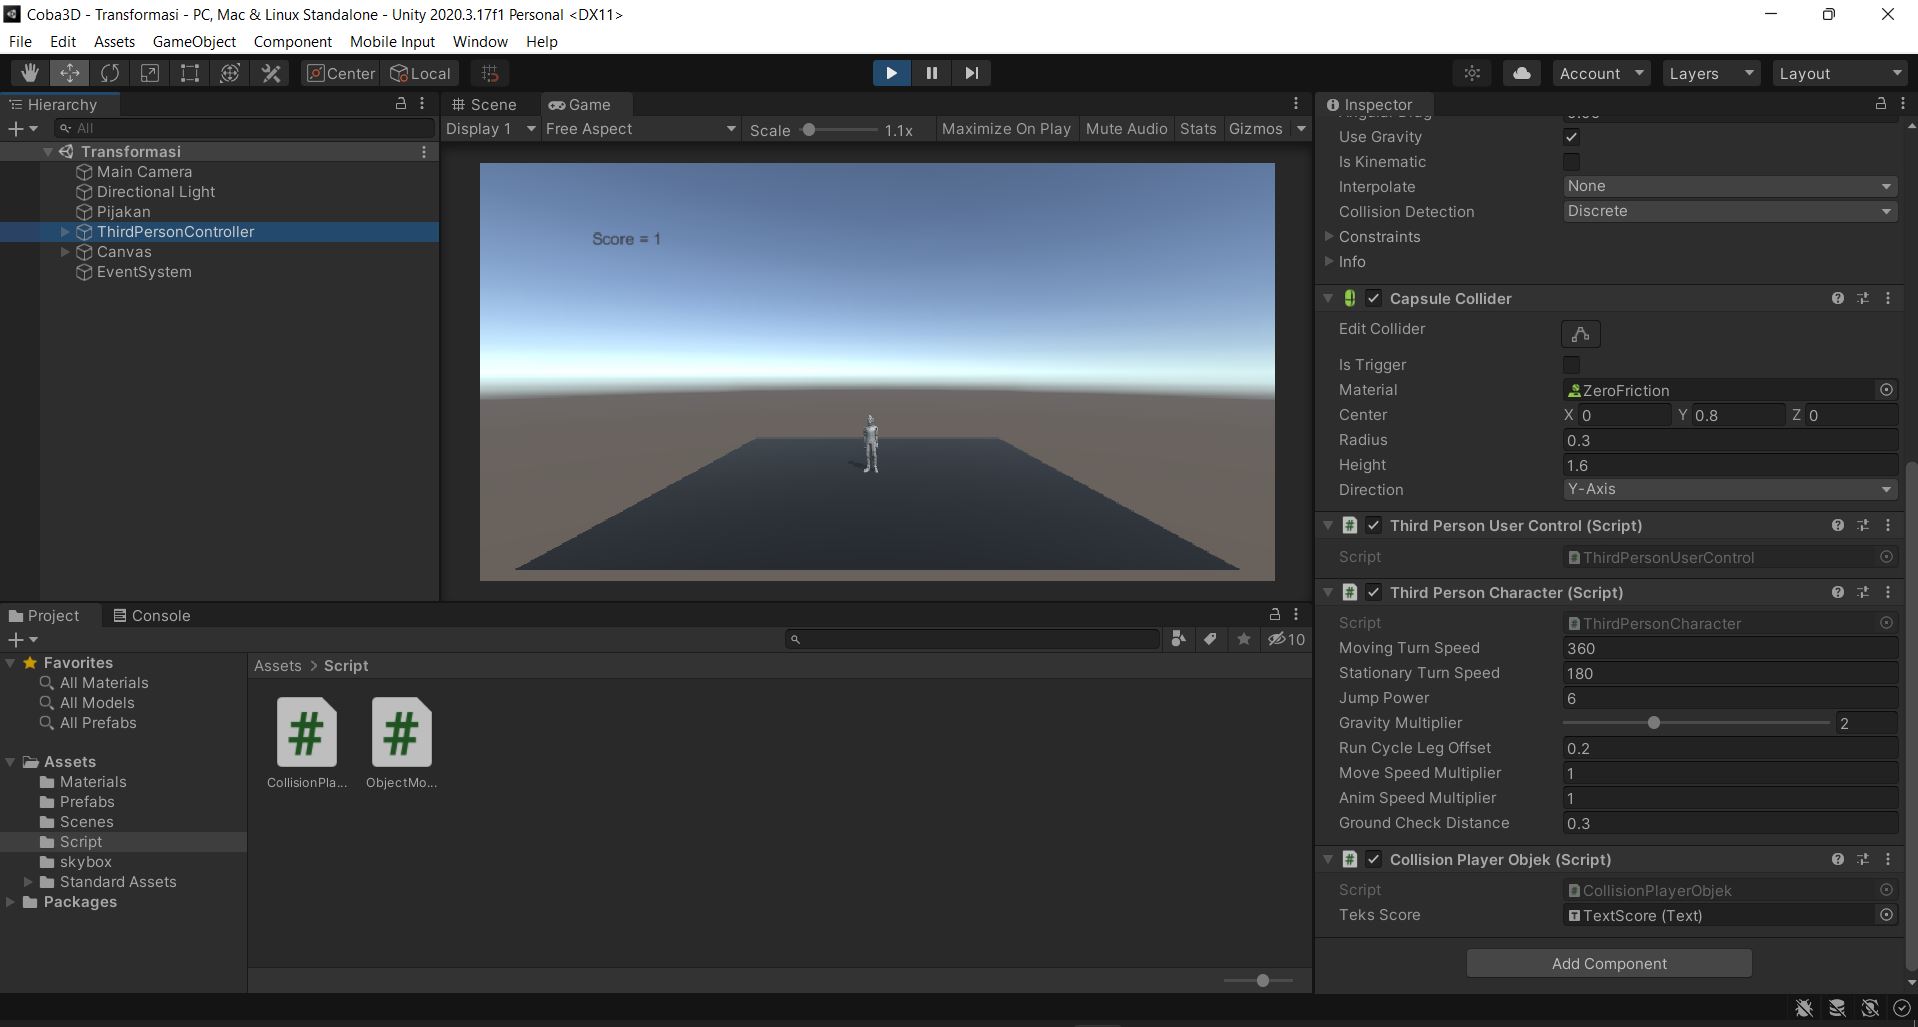 Coba3D - Transformasi - PC, Mac & Linux Standalone - Unity 2020.3.17f1 Personal <DX11>
File Edit Assets GameObject Component Mobile Input Window Help
Center Local Account Layers Layout
Hierarchy
All
Transformasi
Main Camera
Directional Light
Pijakan
ThirdPersonController
Canvas
EventSystem
Scene Game
Display 1 Free Aspect Scale 1.1x Maximize On Play Mute Audio Stats Gizmos
Score = 1
Project Console
10
Favorites
All Materials
All Models
All Prefabs
Assets
Materials
Prefabs
Scenes
Script
skybox
Standard Assets
Packages
Assets > Script
CollisionPla... ObjectMo...
Inspector
Use Gravity
Is Kinematic
Interpolate None
Collision Detection Discrete
Constraints
Info
Capsule Collider
Edit Collider
Is Trigger
Material ZeroFriction
Center X 0 Y 0.8 Z 0
Radius 0.3
Height 1.6
Direction Y-Axis
Third Person User Control (Script)
Script ThirdPersonUserControl
Third Person Character (Script)
Script ThirdPersonCharacter
Moving Turn Speed 360
Stationary Turn Speed 180
Jump Power 6
Gravity Multiplier 2
Run Cycle Leg Offset 0.2
Move Speed Multiplier 1
Anim Speed Multiplier 1
Ground Check Distance 0.3
Collision Player Objek (Script)
Script CollisionPlayerObjek
Teks Score TextScore (Text)
Add Component